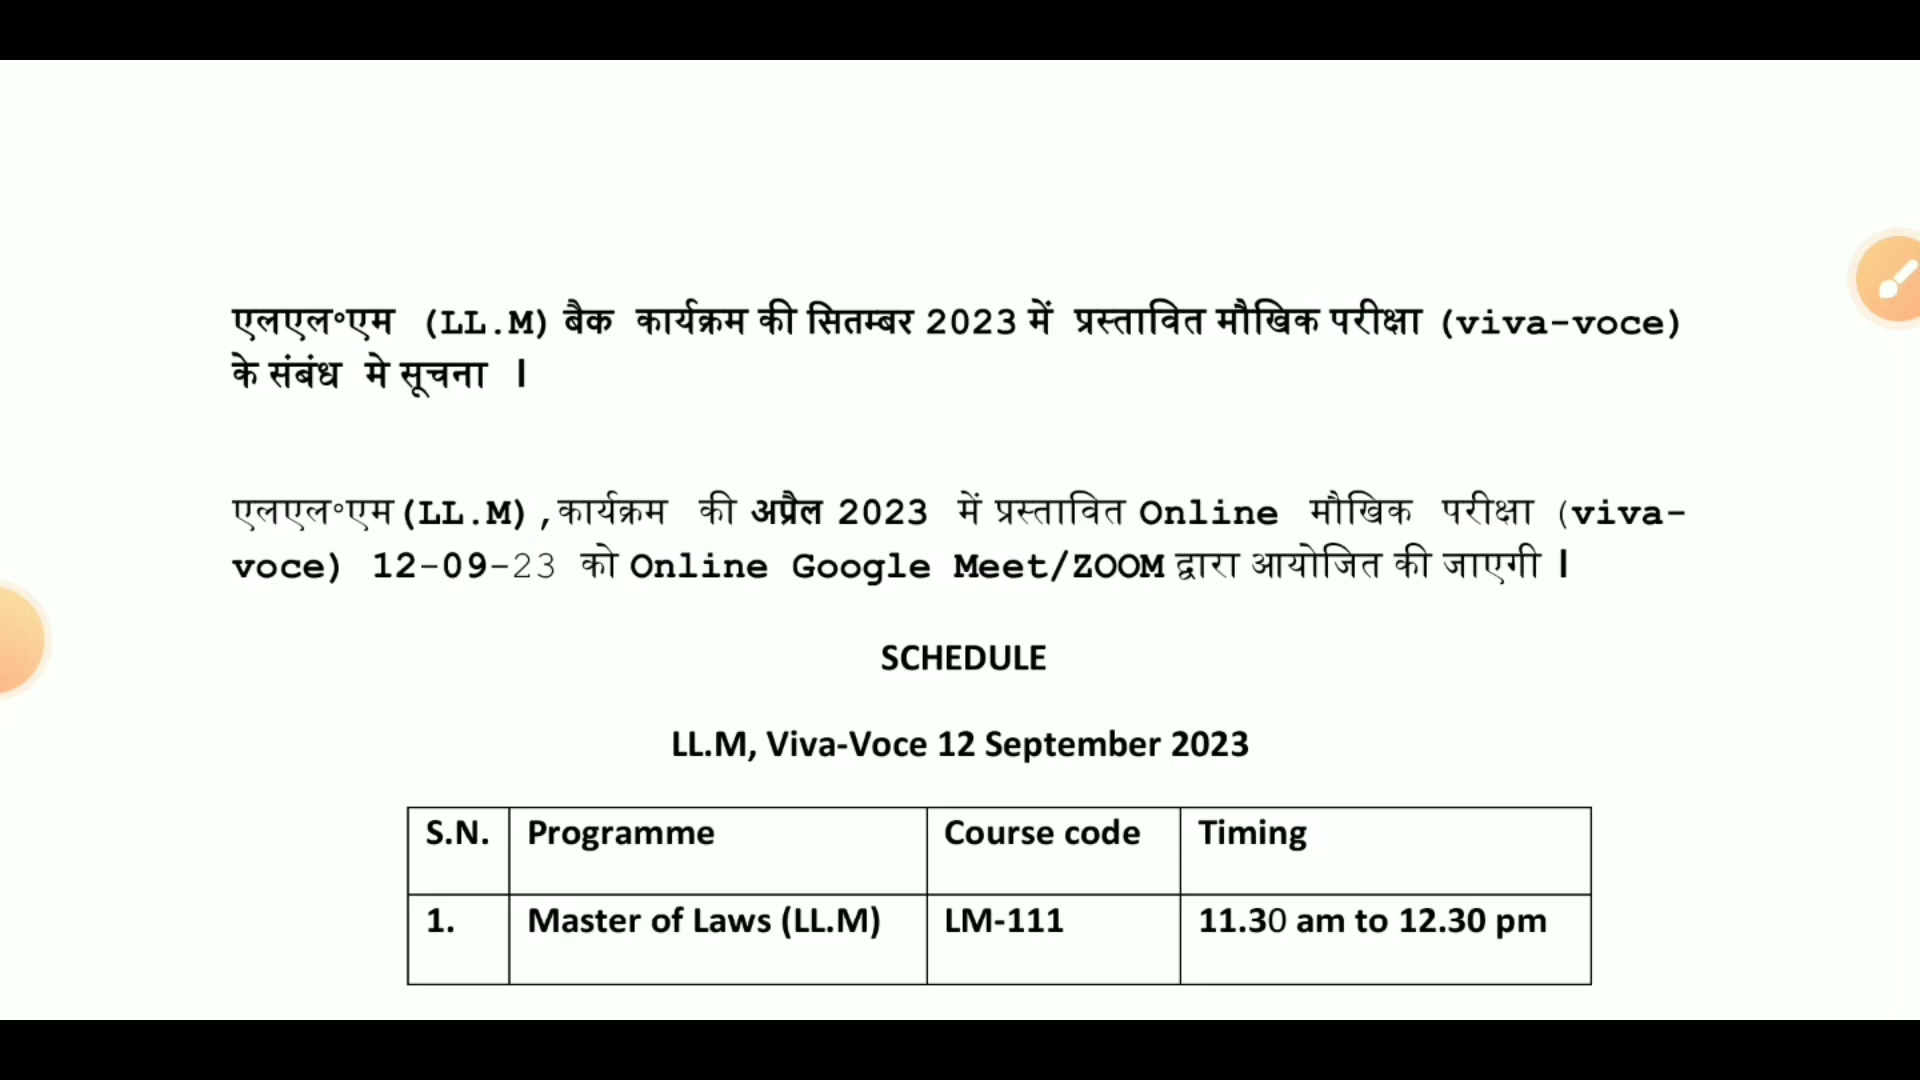 एलएल॰एम (LL.M) बैक कार्यक्रम की सितम्बर 2023 में प्रस्तावित मौखिक परीक्षा (viva-voce)
के संबंध मे सूचना ।
एलएल॰एम (LL.M) ,कार्यक्रम की अप्रैल 2023 में प्रस्तावित Online मौखिक परीक्षा (viva-
voce) 12-09-23 को Online Google Meet/ZOOM द्वारा आयोजित की जाएगी ।
SCHEDULE
LL.M, Viva-Voce 12 September 2023
S.N. Programme Course code Timing
1. Master of Laws (LL.M) LM-111 11.30 am to 12.30 pm